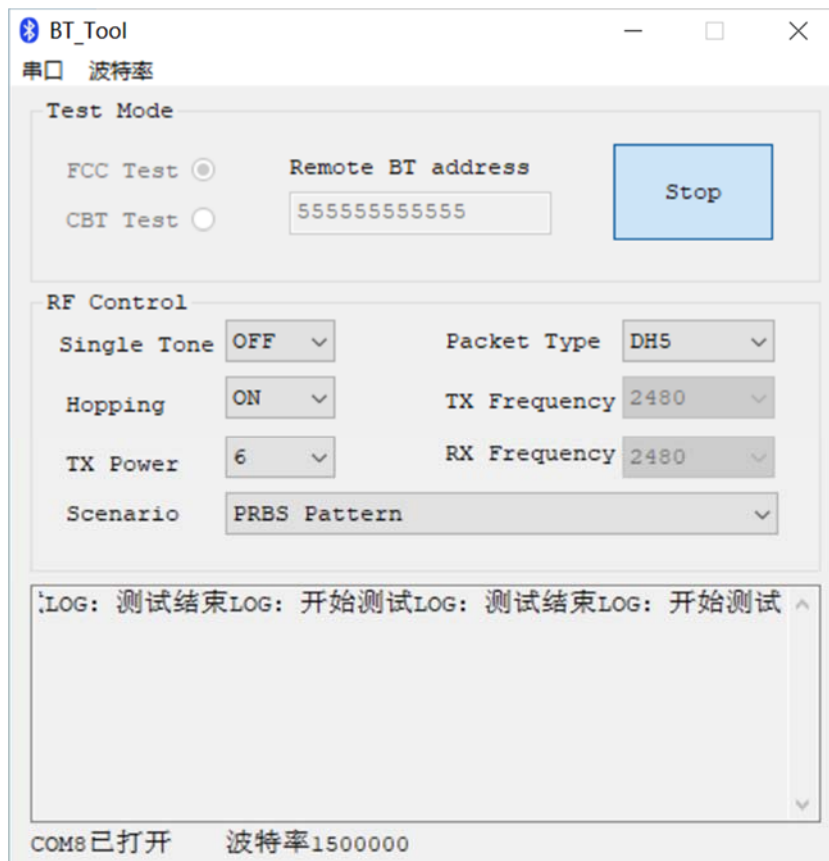 BT_Tool
串口 波特率
Test Mode
FCC Test Remote BT address
555555555555 Stop
CBT Test
RF Control
Single Tone OFF Packet Type DH5
Hopping ON TX Frequency 2480
TX Power 6 RX Frequency 2480
Scenario PRBS Pattern
LOG: 测试结束LOG: 开始测试LOG: 测试结束LOG: 开始测试
COM8已打开 波特率1500000